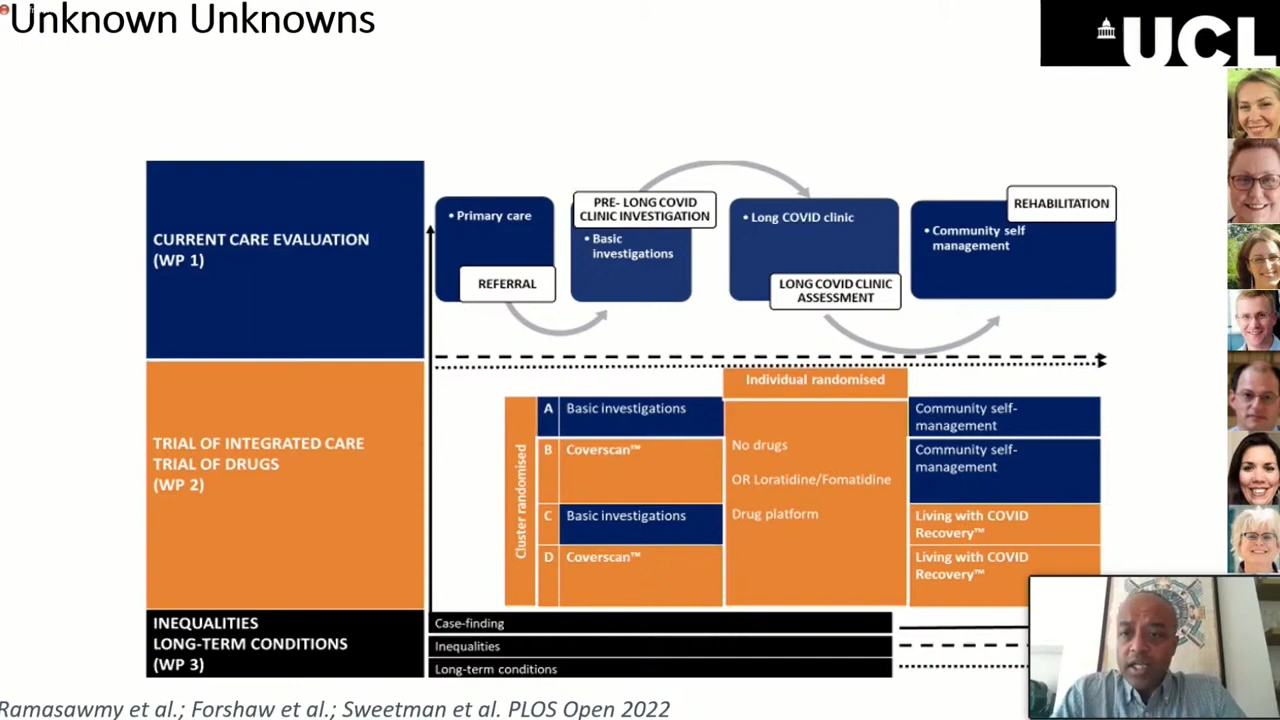 Unknown Unknowns
UCL
CURRENT CARE EVALUATION
(WP 1)
• Primary care
REFERRAL
PRE- LONG COVID
CLINIC INVESTIGATION
• Basic
investigations
• Long COVID clinic
LONG COVID CLINIC
ASSESSMENT
REHABILITATION
• Community self
management
TRIAL OF INTEGRATED CARE
TRIAL OF DRUGS
(WP 2)
Cluster randomised
Individual randomised
A Basic investigations
Community self-
management
B Coverscan™
No drugs
Community self-
management
OR Loratidine/Fomatidine
C Basic investigations
Drug platform
Living with COVID
Recovery™
D Coverscan™
Living with COVID
Recovery™
INEQUALITIES
LONG-TERM CONDITIONS
(WP 3)
Case-finding
Inequalities
Long-term conditions
Ramasawmy et al.; Forshaw et al.; Sweetman et al. PLOS Open 2022